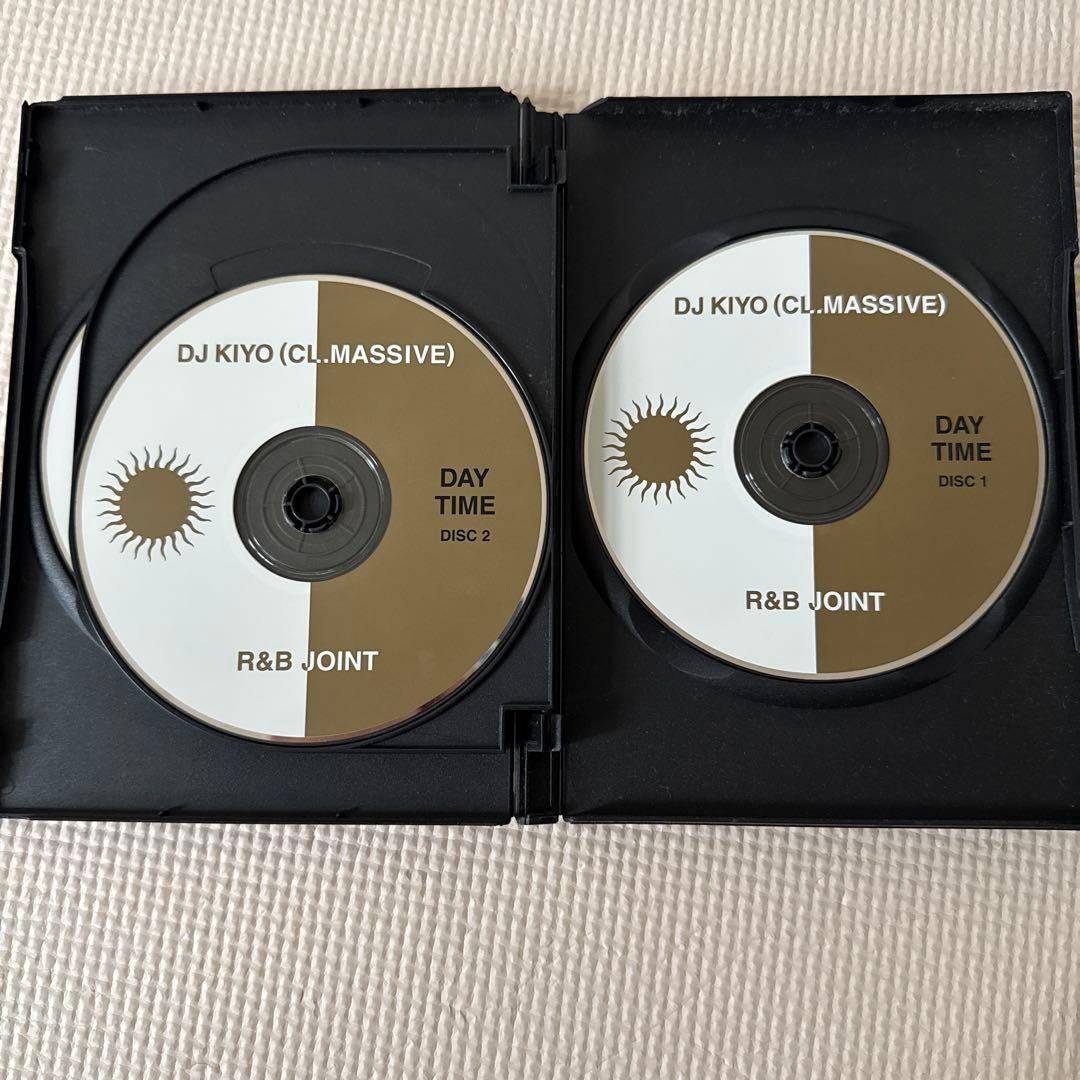 DJ KIYO (CL.MASSIVE)
DAY
TIME
DISC 2
R&B JOINT
DJ KIYO (CL.MASSIVE)
DAY
TIME
DISC 1
R&B JOINT